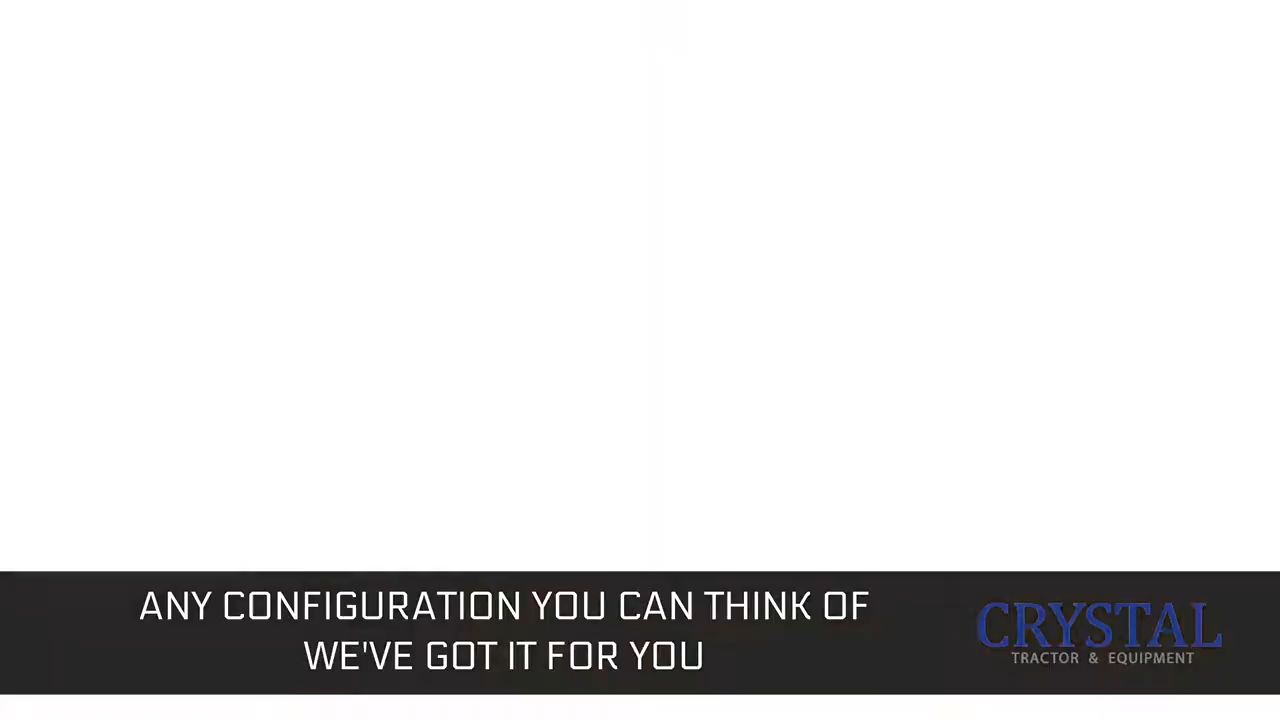 ANY CONFIGURATION YOU CAN THINK OF
WE'VE GOT IT FOR YOU
CRYSTAL
TRACTOR & EQUIPMENT